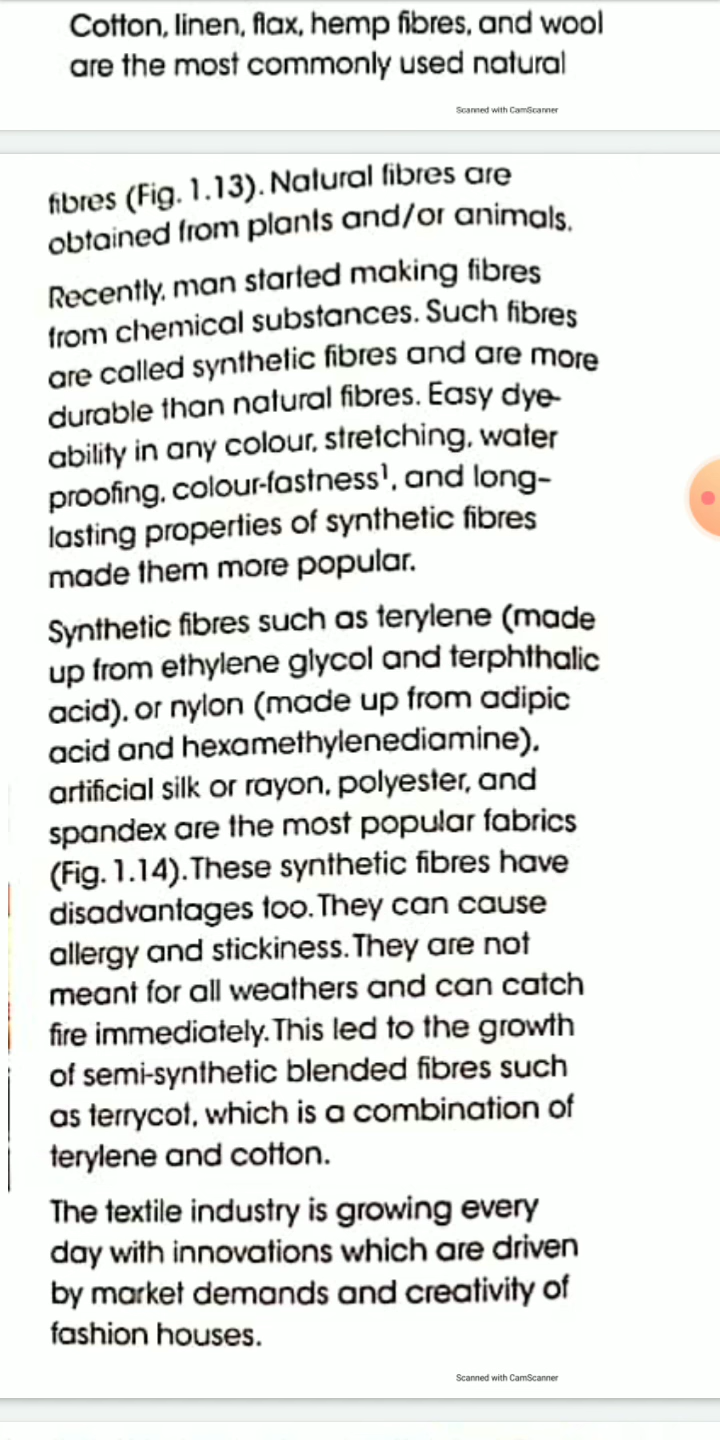 Cotton, linen, flax, hemp fibres, and wool
are the most commonly used natural
Scanned with CamScanner
fibres (Fig. 1.13). Natural fibres are
obtained from plants and/or animals.
Recently, man started making fibres
from chemical substances. Such fibres
are called synthetic fibres and are more
durable than natural fibres. Easy dye-
ability in any colour, stretching, water
proofing, colour-fastness¹, and long-
lasting properties of synthetic fibres
made them more popular.
Synthetic fibres such as terylene (made
up from ethylene glycol and terphthalic
acid), or nylon (made up from adipic
acid and hexamethylenediamine),
artificial silk or rayon, polyester, and
spandex are the most popular fabrics
(Fig. 1.14). These synthetic fibres have
disadvantages too. They can cause
allergy and stickiness. They are not
meant for all weathers and can catch
fire immediately. This led to the growth
of semi-synthetic blended fibres such
as terrycot, which is a combination of
terylene and cotton.
The textile industry is growing every
day with innovations which are driven
by market demands and creativity of
fashion houses.
Scanned with CamScanner